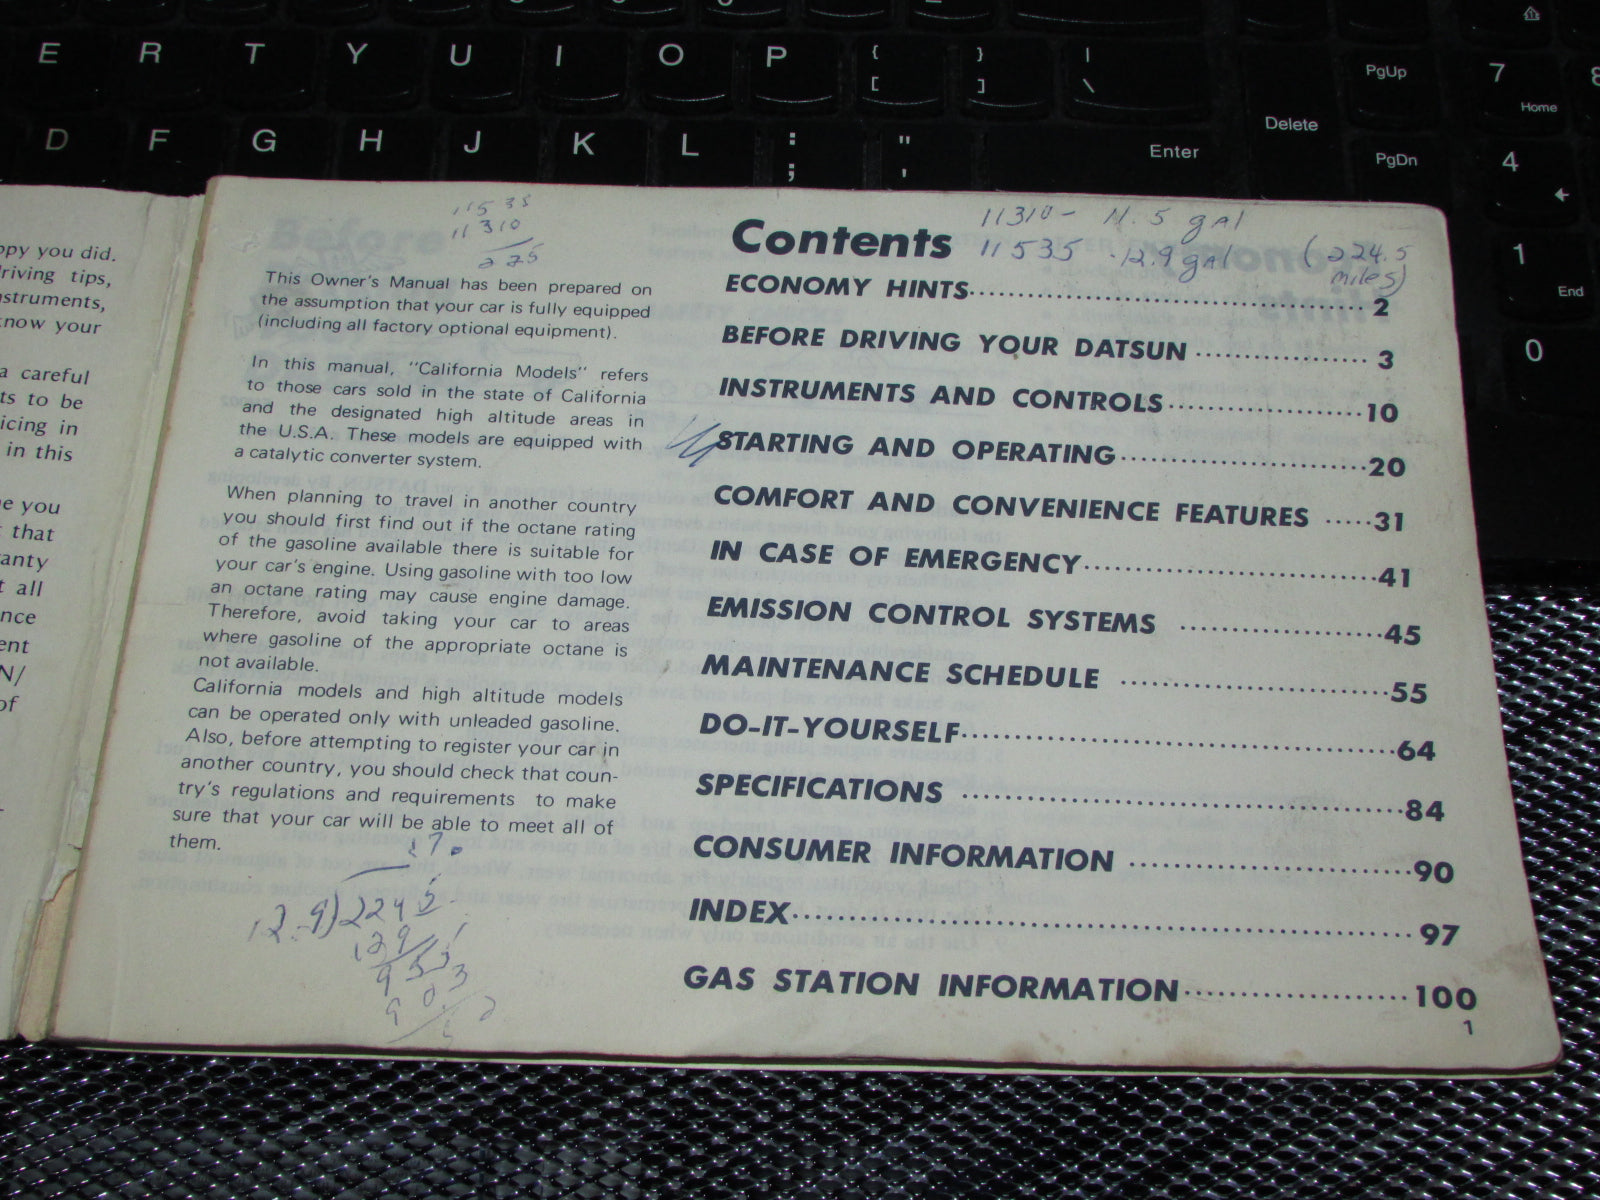 E R T Y U I O P { [ } ] | \ PgUp 7 Home 8
D F G H J K L : ; " ' Enter Delete PgDn 4
1 End
0
ppy you did.
riving tips,
struments,
know your
a careful
ts to be
icing in
in this
e you
that
anty
t all
nce
ent
N/
of
11535
11310
225
This Owner's Manual has been prepared on
the assumption that your car is fully equipped
(including all factory optional equipment).
In this manual, "California Models" refers
to those cars sold in the state of California
and the designated high altitude areas in
the U.S.A. These models are equipped with
a catalytic converter system.
When planning to travel in another country
you should first find out if the octane rating
of the gasoline available there is suitable for
your car's engine. Using gasoline with too low
an octane rating may cause engine damage.
Therefore, avoid taking your car to areas
where gasoline of the appropriate octane is
not available.
California models and high altitude models
can be operated only with unleaded gasoline.
Also, before attempting to register your car in
another country, you should check that coun-
try's regulations and requirements to make
sure that your car will be able to meet all of
them.
17.
12.9)224 5
129
955
903
11310- 11.5 gal
11535 12.9 gal (224.5
miles)
Contents
ECONOMY HINTS 2
BEFORE DRIVING YOUR DATSUN 3
INSTRUMENTS AND CONTROLS 10
STARTING AND OPERATING 20
COMFORT AND CONVENIENCE FEATURES 31
IN CASE OF EMERGENCY 41
EMISSION CONTROL SYSTEMS 45
MAINTENANCE SCHEDULE 55
DO-IT-YOURSELF 64
SPECIFICATIONS 84
CONSUMER INFORMATION 90
INDEX 97
GAS STATION INFORMATION 100
1